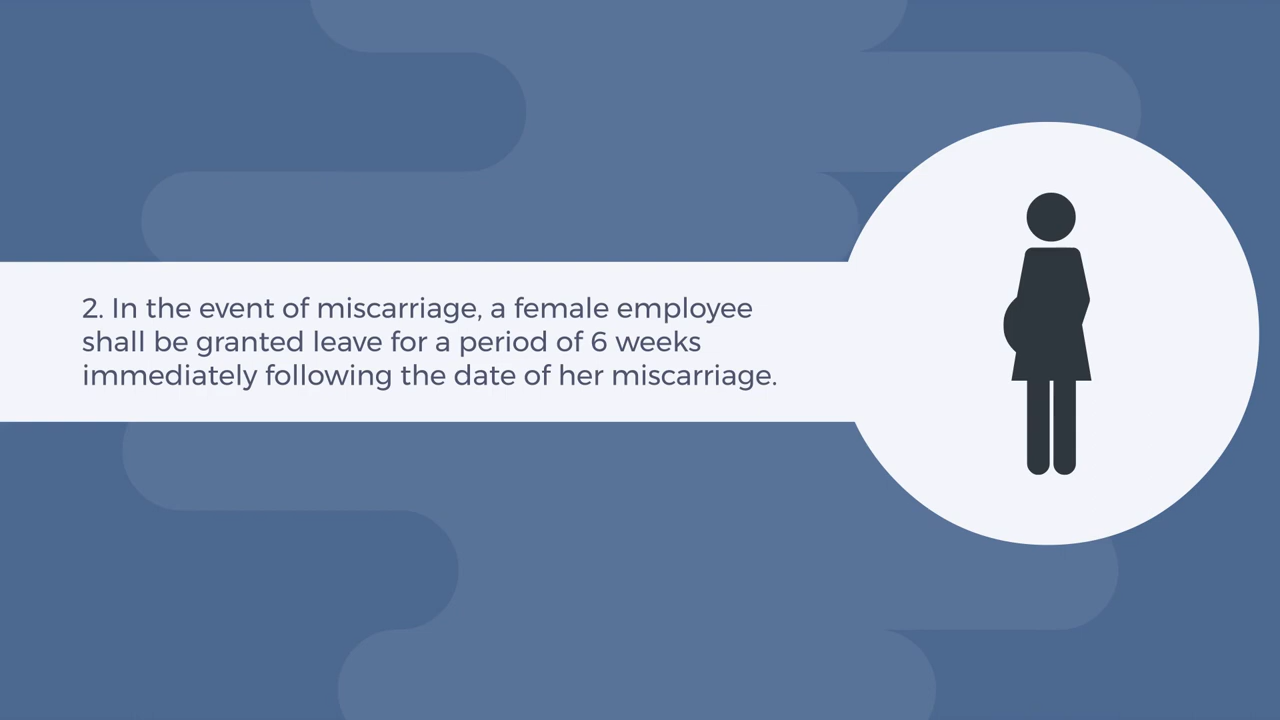 2. In the event of miscarriage, a female employee
shall be granted leave for a period of 6 weeks
immediately following the date of her miscarriage.